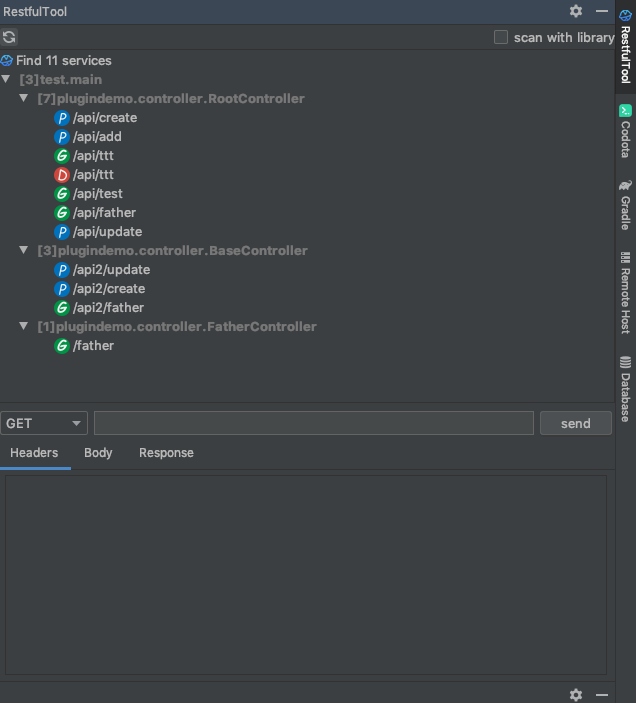 RestfulTool
scan with library
Find 11 services
[3]test.main
[7]plugindemo.controller.RootController
P /api/create
P /api/add
G /api/ttt
D /api/ttt
G /api/test
G /api/father
P /api/update
[3]plugindemo.controller.BaseController
P /api2/update
P /api2/create
G /api2/father
[1]plugindemo.controller.FatherController
G /father
GET
send
Headers Body Response
RestfulTool
Codota
Gradle
Remote Host
Database